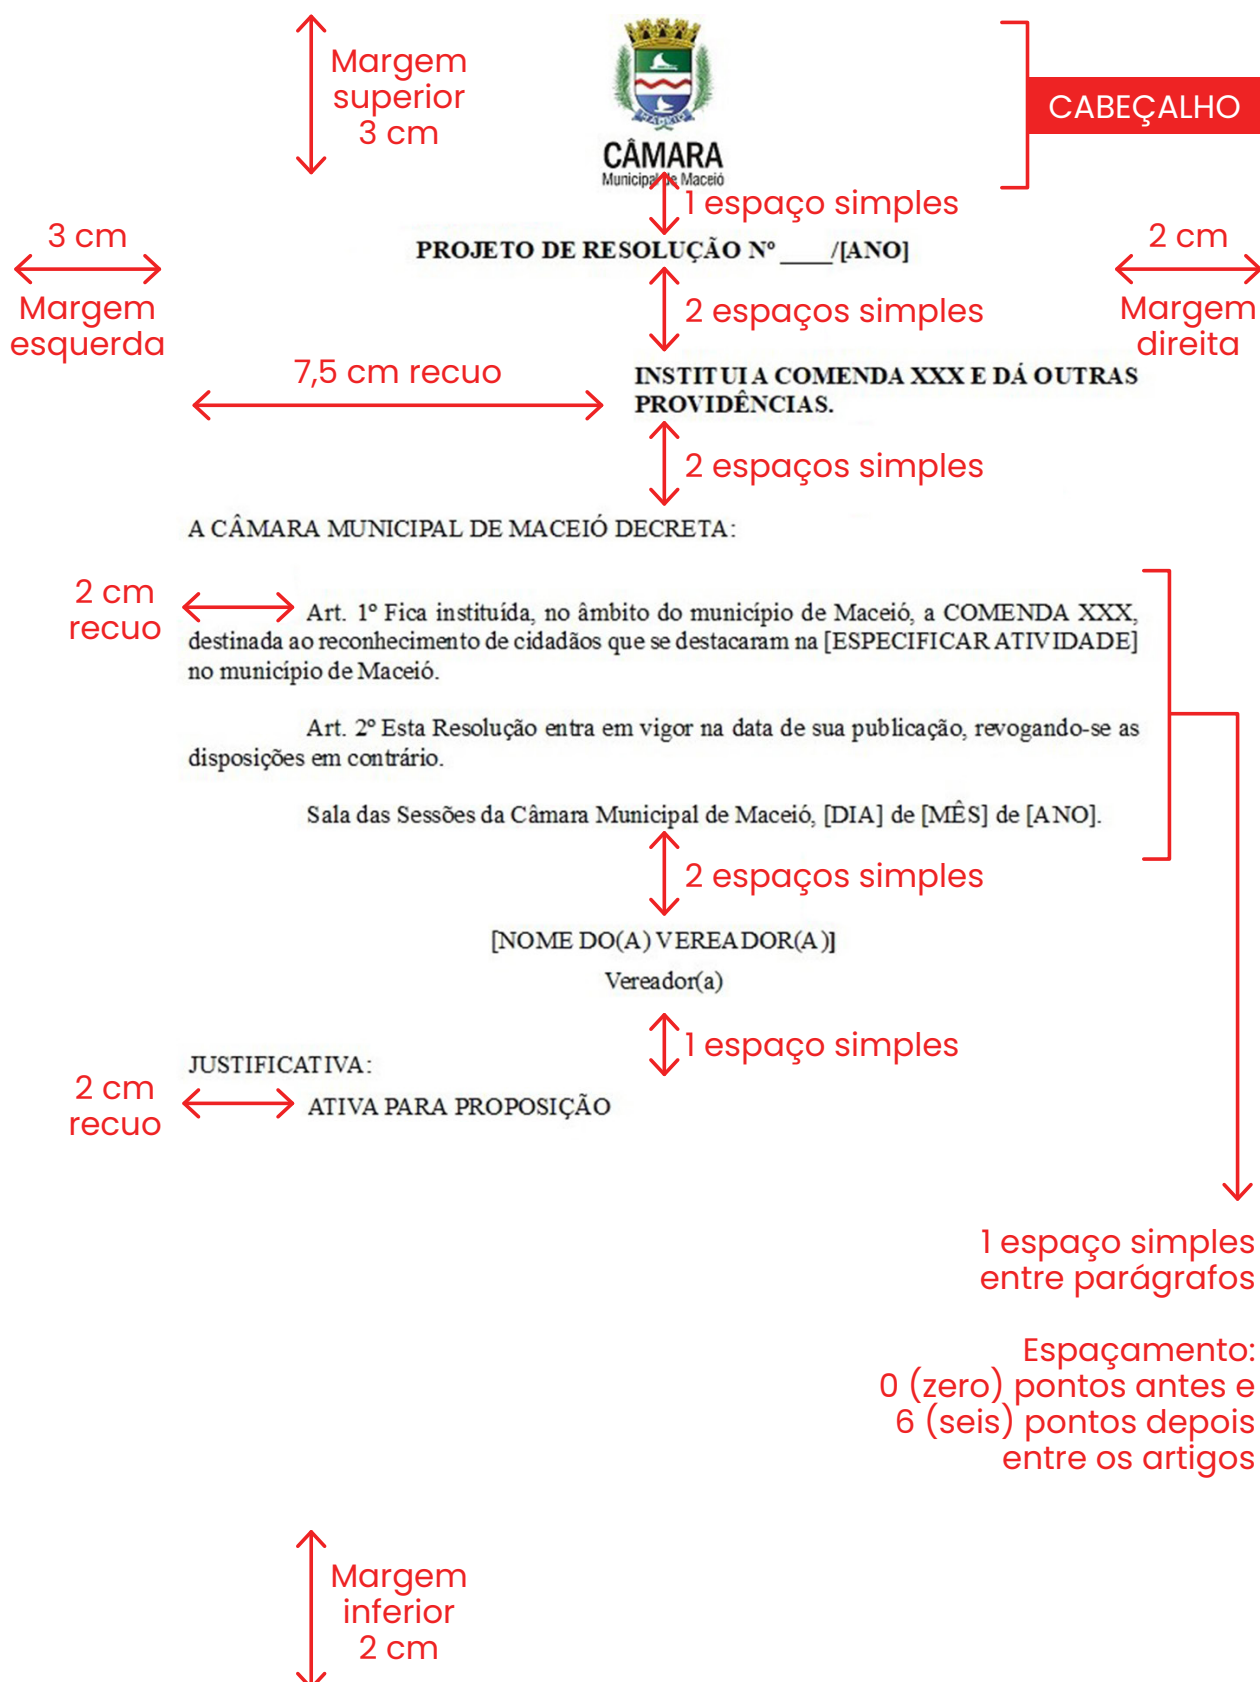 Margem
superior
3 cm
MACEIÓ
CÂMARA
Municipal de Maceió
CABEÇALHO
1 espaço simples
3 cm
Margem
esquerda
PROJETO DE RESOLUÇÃO Nº ____/[ANO]
2 cm
Margem
direita
2 espaços simples
7,5 cm recuo
INSTITUI A COMENDA XXX E DÁ OUTRAS
PROVIDÊNCIAS.
2 espaços simples
A CÂMARA MUNICIPAL DE MACEIÓ DECRETA:
2 cm
recuo
Art. 1º Fica instituída, no âmbito do município de Maceió, a COMENDA XXX,
destinada ao reconhecimento de cidadãos que se destacaram na [ESPECIFICAR ATIVIDADE]
no município de Maceió.
Art. 2º Esta Resolução entra em vigor na data de sua publicação, revogando-se as
disposições em contrário.
Sala das Sessões da Câmara Municipal de Maceió, [DIA] de [MÊS] de [ANO].
2 espaços simples
[NOME DO(A) VEREADOR(A)]
Vereador(a)
1 espaço simples
JUSTIFICATIVA:
2 cm
recuo
ATIVA PARA PROPOSIÇÃO
1 espaço simples
entre parágrafos
Espaçamento:
0 (zero) pontos antes e
6 (seis) pontos depois
entre os artigos
Margem
inferior
2 cm